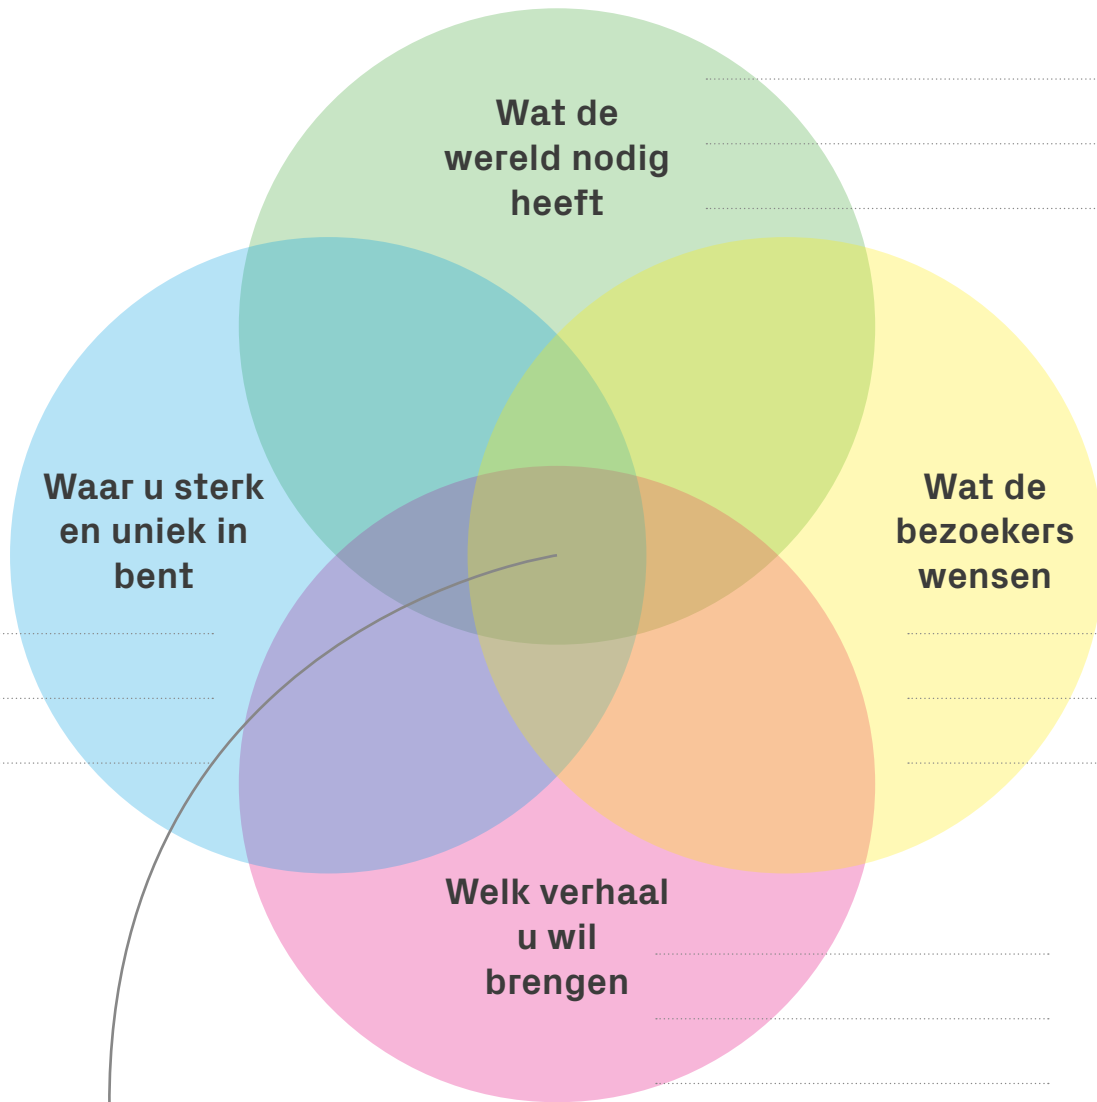 Wat de
wereld nodig
heeft
Waar u sterk
en uniek in
bent
Wat de
bezoekers
wensen
Welk verhaal
u wil
brengen